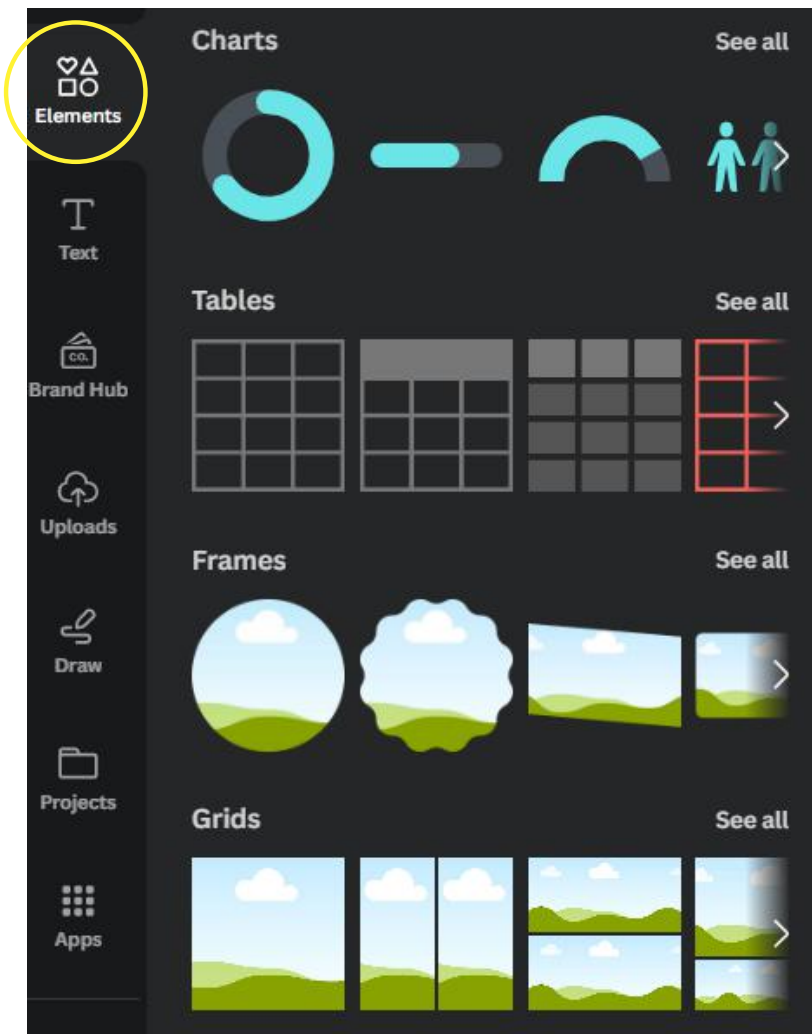 Elements
Text
Brand Hub
CO.
Uploads
Draw
Projects
Apps
Charts
See all
Tables
See all
Frames
See all
Grids
See all